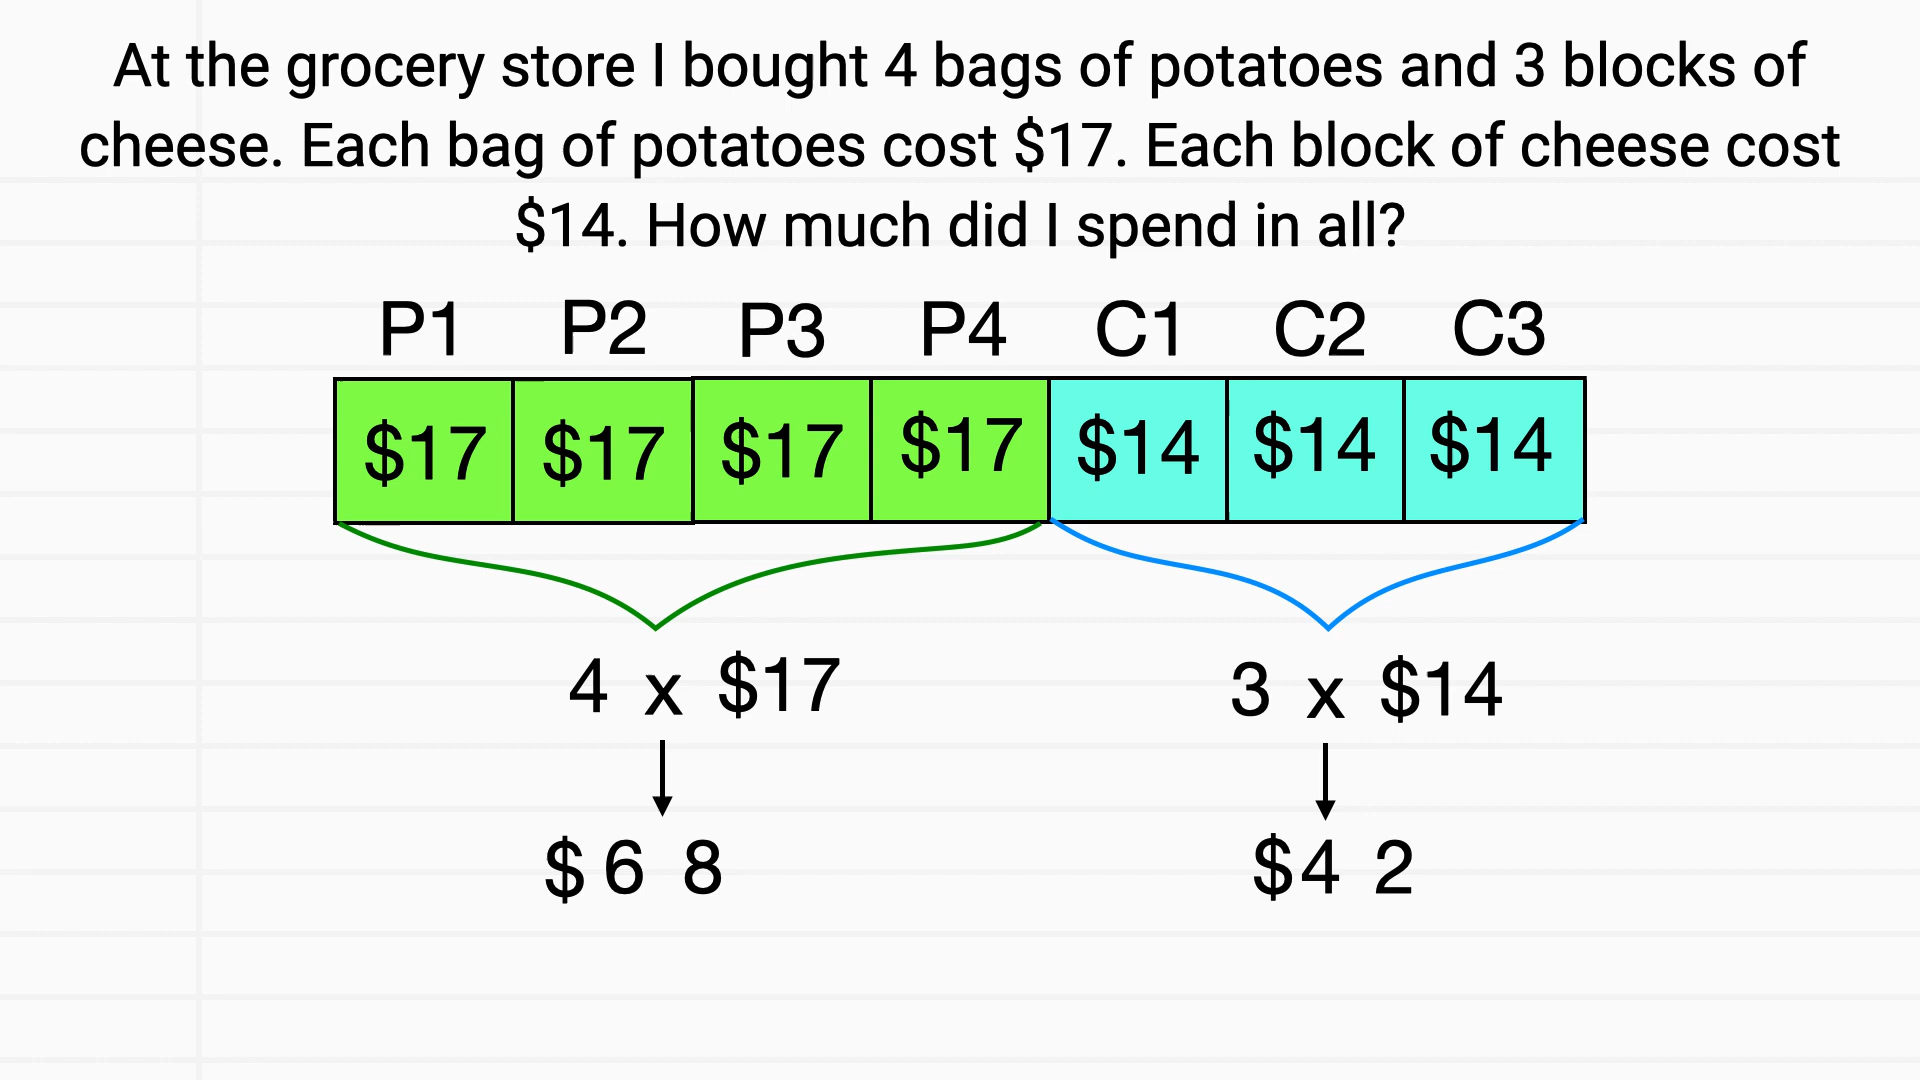 At the grocery store I bought 4 bags of potatoes and 3 blocks of
cheese. Each bag of potatoes cost $17. Each block of cheese cost
$14. How much did I spend in all?
P1 P2 P3 P4 C1 C2 C3
$17 $17 $17 $17 $14 $14 $14
4 x $17 3 x $14
$ 6 8 $4 2